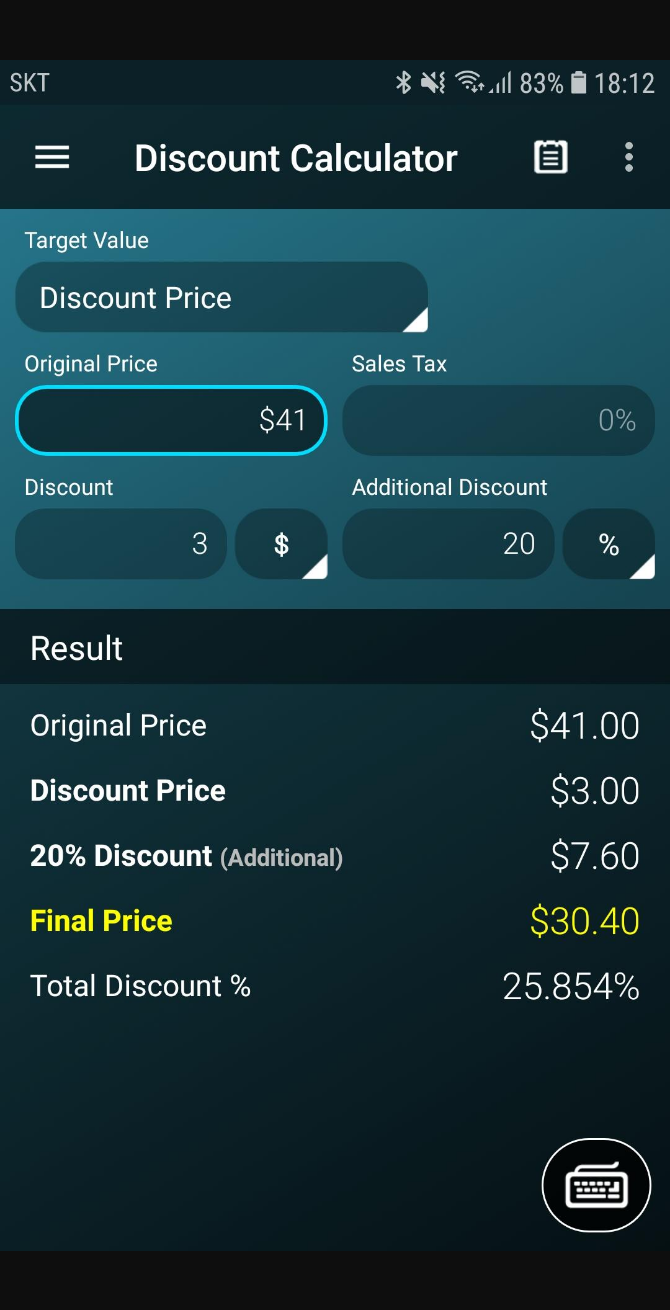 SKT 83% 18:12
Discount Calculator
Target Value
Discount Price
Original Price Sales Tax
$41 0%
Discount Additional Discount
3 $ 20 %
Result
Original Price $41.00
Discount Price $3.00
20% Discount (Additional) $7.60
Final Price $30.40
Total Discount % 25.854%